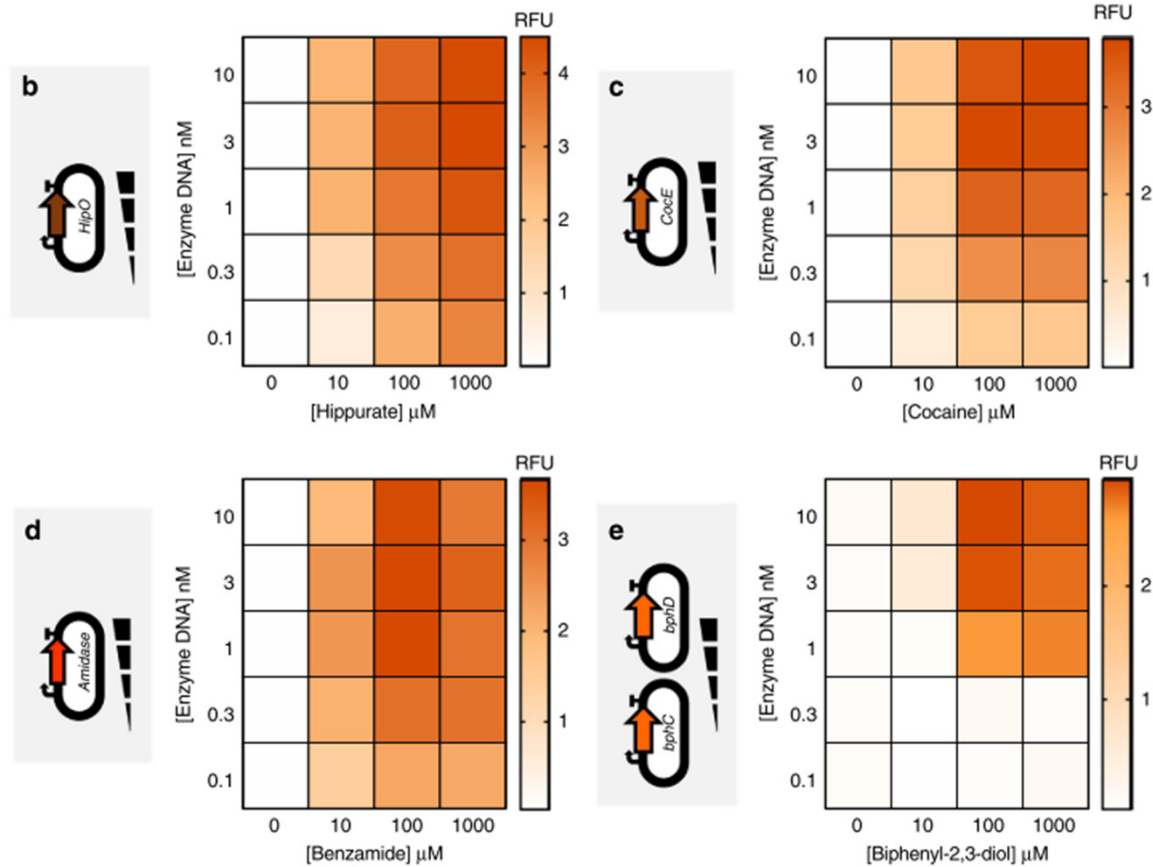 b
HipO
RFU
[Enzyme DNA] nM
10
3
1
0.3
0.1
0 10 100 1000
[Hippurate] μM
4
3
2
1
c
CocE
RFU
[Enzyme DNA] nM
10
3
1
0.3
0.1
0 10 100 1000
[Cocaine] μM
3
2
1
d
Amidase
RFU
[Enzyme DNA] nM
10
3
1
0.3
0.1
0 10 100 1000
[Benzamide] μM
3
2
1
e
bphD
bphC
RFU
[Enzyme DNA] nM
10
3
1
0.3
0.1
0 10 100 1000
[Biphenyl-2,3-diol] μM
2
1